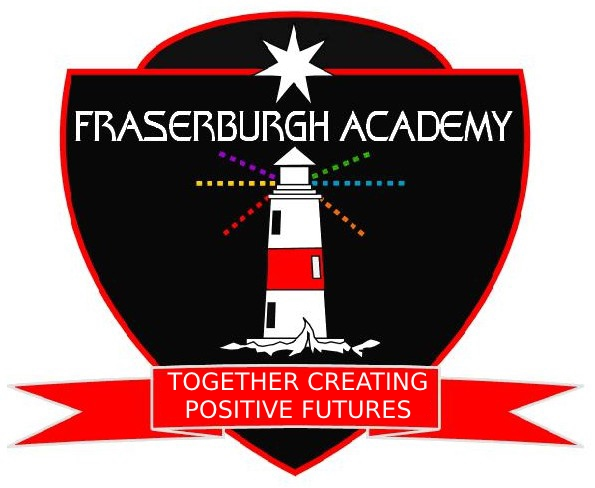 FRASERBURGH ACADEMY
TOGETHER CREATING
POSITIVE FUTURES